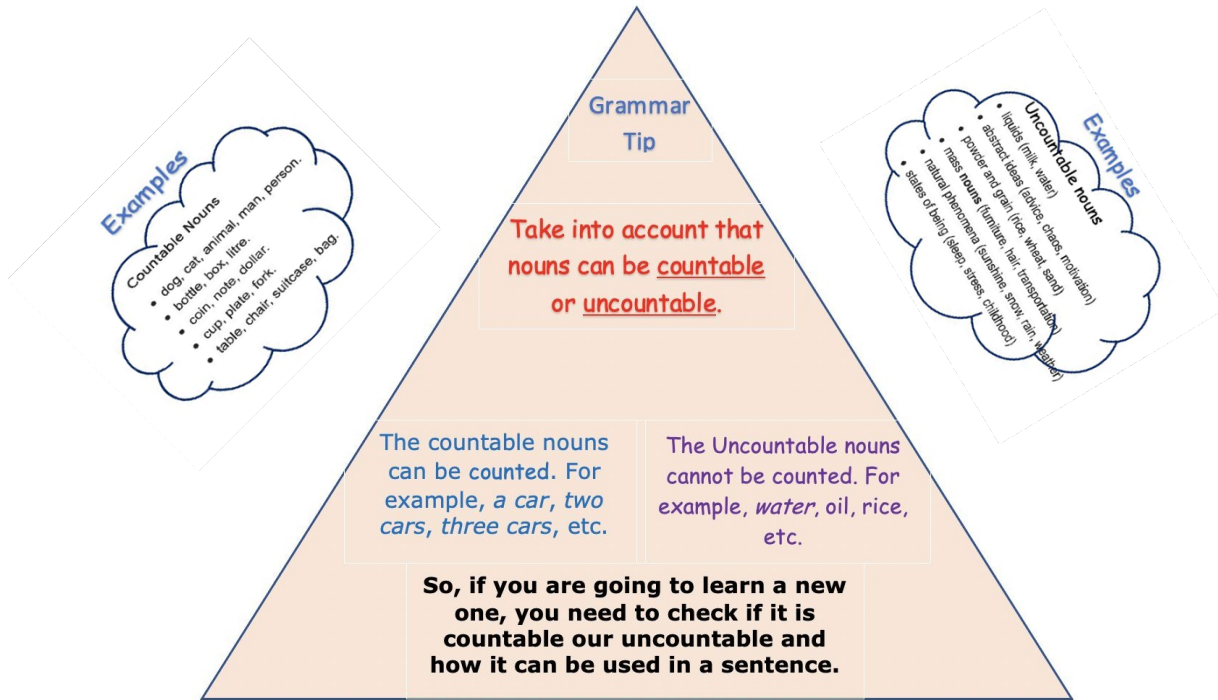 Grammar
Tip
Take into account that
nouns can be countable
or uncountable.
The countable nouns
can be counted. For
example, a car, two
cars, three cars, etc.
The Uncountable nouns
cannot be counted. For
example, water, oil, rice,
etc.
So, if you are going to learn a new
one, you need to check if it is
countable our uncountable and
how it can be used in a sentence.
Examples
Countable Nouns
• dog, cat, animal, man, person.
• bottle, box, litre.
• coin, note, dollar.
• cup, plate, fork.
• table, chair, suitcase, bag.
Examples
Uncountable nouns
• liquids (milk, water)
• abstract ideas (advice, chaos, motivation)
• powder and grain (rice, wheat, sand)
• mass nouns (furniture, hair, transportation)
• natural phenomena (sunshine, snow, rain, weather)
• states of being (sleep, stress, childhood)